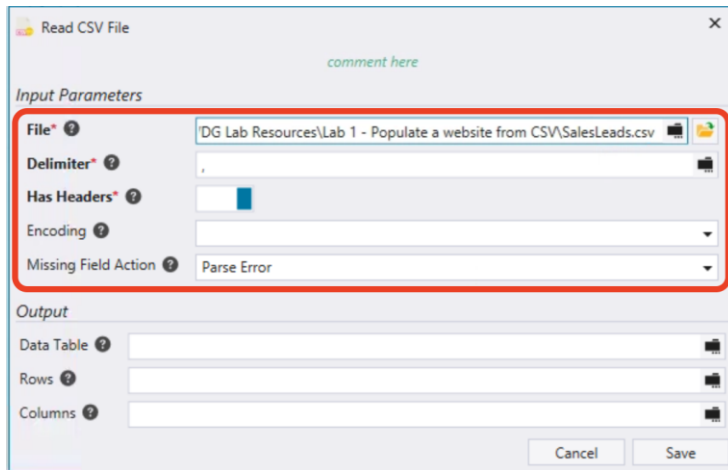 Read CSV File
comment here
Input Parameters
File*
'DG Lab Resources\Lab 1 - Populate a website from CSV\SalesLeads.csv
Delimiter*
,
Has Headers*
Encoding
Missing Field Action
Parse Error
Output
Data Table
Rows
Columns
Cancel
Save